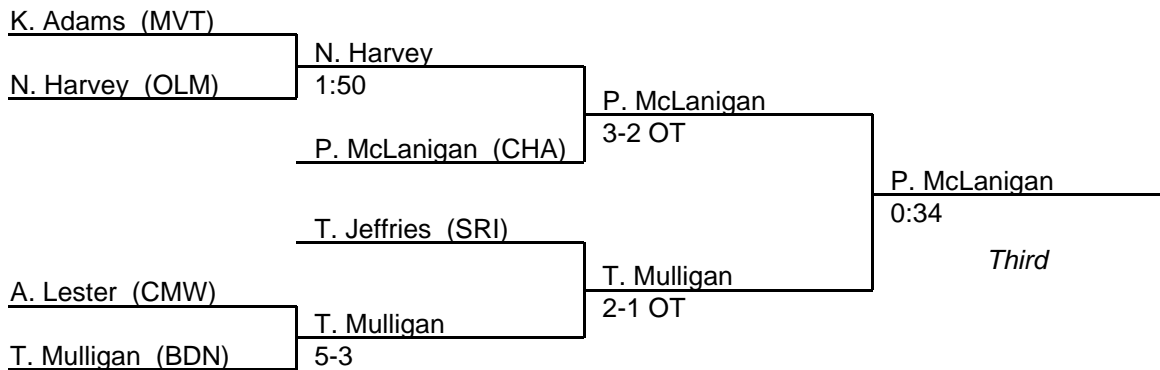 K. Adams (MVT)
N. Harvey
N. Harvey (OLM)
1:50
P. McLanigan
3-2 OT
P. McLanigan (CHA)
P. McLanigan
0:34
T. Jeffries (SRI)
Third
T. Mulligan
A. Lester (CMW)
2-1 OT
T. Mulligan
T. Mulligan (BDN)
5-3